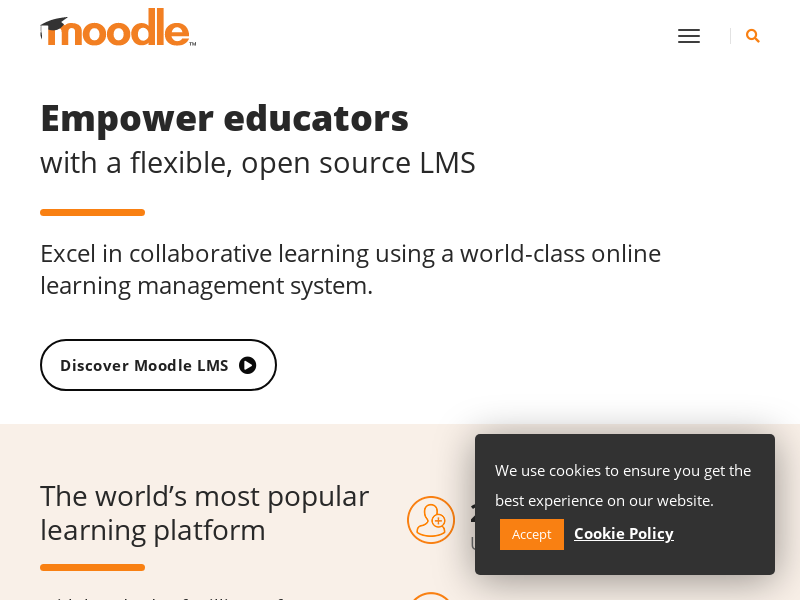 moodle™
Empower educators
with a flexible, open source LMS
Excel in collaborative learning using a world-class online
learning management system.
Discover Moodle LMS
The world’s most popular
learning platform
We use cookies to ensure you get the
best experience on our website.
Accept Cookie Policy